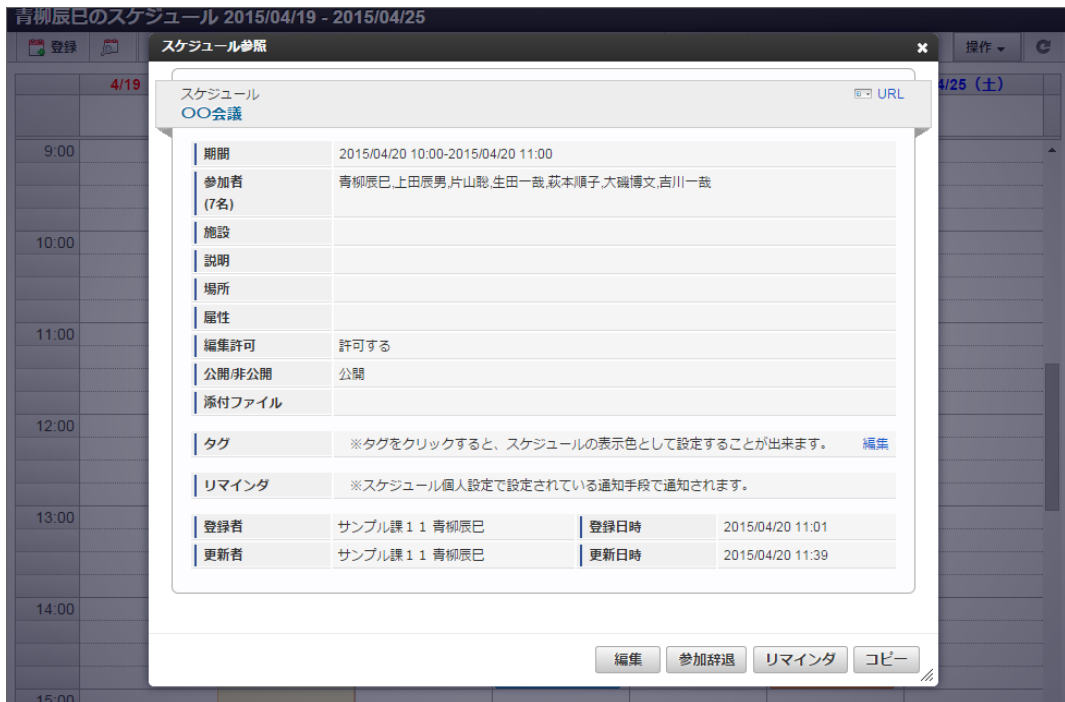 青柳辰巳のスケジュール 2015/04/19 - 2015/04/25
登録
操作
スケジュール参照
4/19
4/25（土）
スケジュール
URL
〇〇会議
9:00
10:00
11:00
12:00
13:00
14:00
15:00
期間 2015/04/20 10:00-2015/04/20 11:00
参加者 青柳辰巳,上田辰男,片山聡,生田一哉,萩本順子,大磯博文,吉川一哉
(7名)
施設
説明
場所
属性
編集許可 許可する
公開/非公開 公開
添付ファイル
タグ ※タグをクリックすると、スケジュールの表示色として設定することが出来ます。 編集
リマインダ ※スケジュール個人設定で設定されている通知手段で通知されます。
登録者 サンプル課１１ 青柳辰巳 登録日時 2015/04/20 11:01
更新者 サンプル課１１ 青柳辰巳 更新日時 2015/04/20 11:39
編集 参加辞退 リマインダ コピー